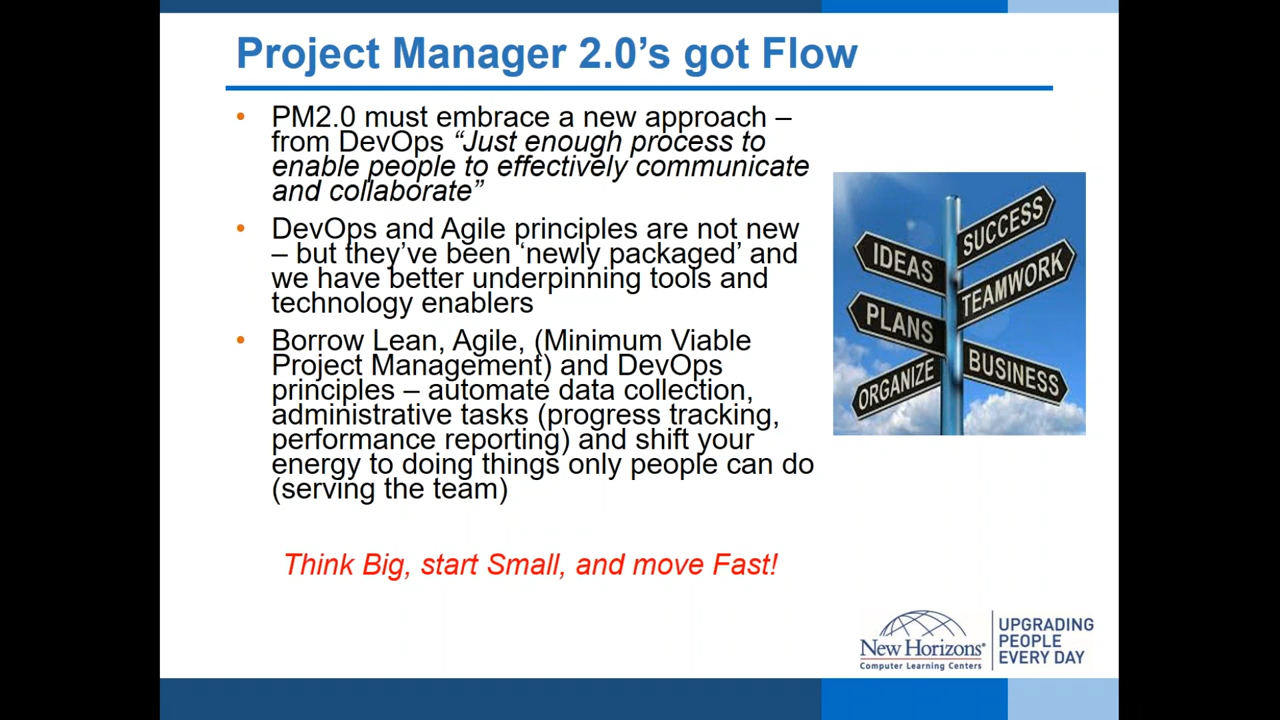 Project Manager 2.0’s got Flow
• PM2.0 must embrace a new approach –
from DevOps “Just enough process to
enable people to effectively communicate
and collaborate”
• DevOps and Agile principles are not new
– but they’ve been ‘newly packaged’ and
we have better underpinning tools and
technology enablers
• Borrow Lean, Agile, (Minimum Viable
Project Management) and DevOps
principles – automate data collection,
administrative tasks (progress tracking,
performance reporting) and shift your
energy to doing things only people can do
(serving the team)
Think Big, start Small, and move Fast!
SUCCESS
IDEAS
TEAMWORK
PLANS
BUSINESS
ORGANIZE
New Horizons®
Computer Learning Centers
UPGRADING
PEOPLE
EVERY DAY